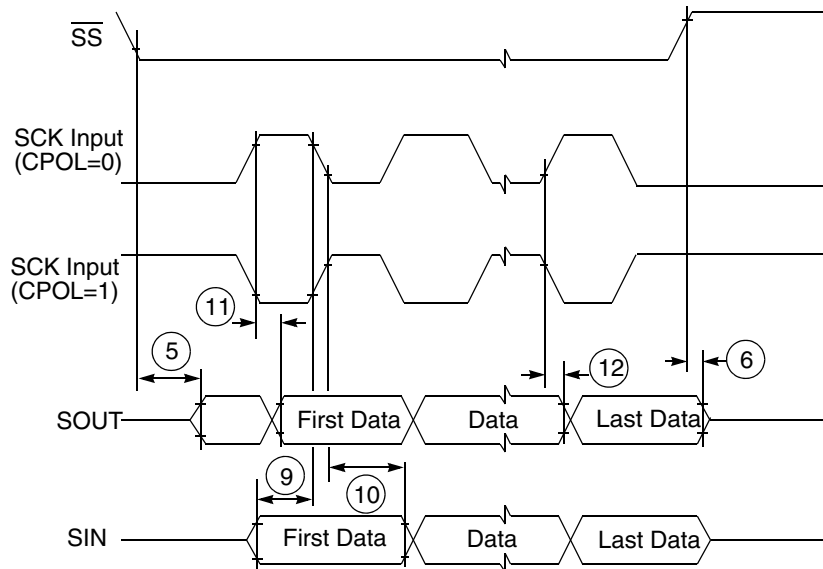 SS
SCK Input
(CPOL=0)
SCK Input
(CPOL=1)
11
5
12
6
SOUT
First Data
Data
Last Data
9
10
SIN
First Data
Data
Last Data